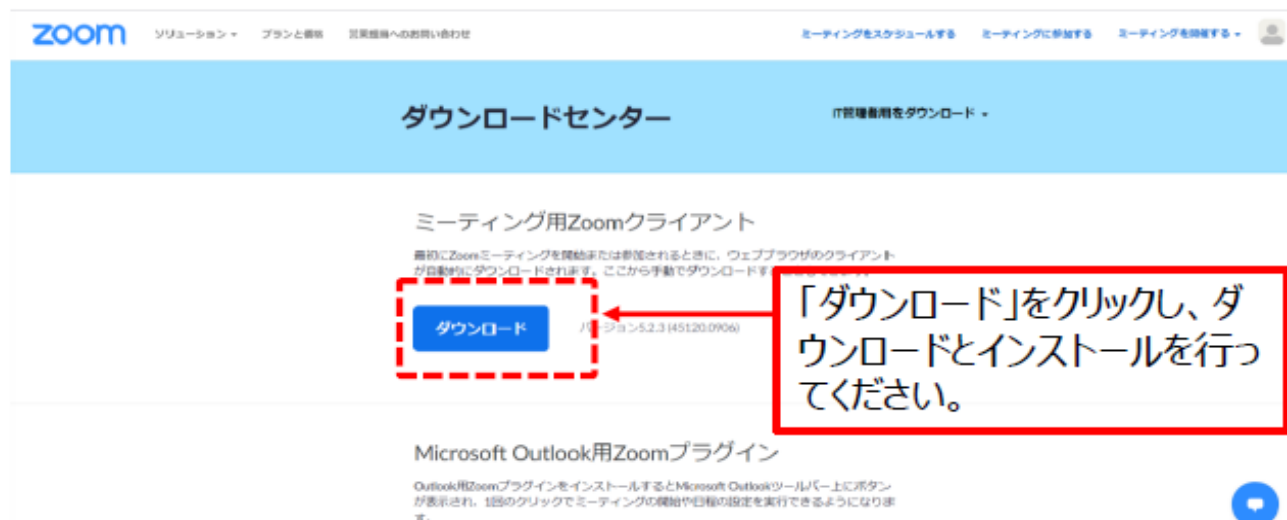 zoom ソリューション プランと価格 営業担当へのお問い合わせ ミーティングをスケジュールする ミーティングに参加する ミーティングを開催する
ダウンロードセンター IT管理者用をダウンロード
ミーティング用Zoomクライアント
最初にZoomミーティングを開始または参加されるときに、ウェブブラウザのクライアント
が自動的にダウンロードされます。ここから手動でダウンロードす
ダウンロード バージョン5.2.3 (45120.0906)
「ダウンロード」をクリックし、ダ
ウンロードとインストールを行っ
てください。
Microsoft Outlook用Zoomプラグイン
Outlook用ZoomプラグインをインストールするとMicrosoft Outlookツールバー上にボタン
が表示され、1回のクリックでミーティングの開始や日程の設定を実行できるようになりま
す。